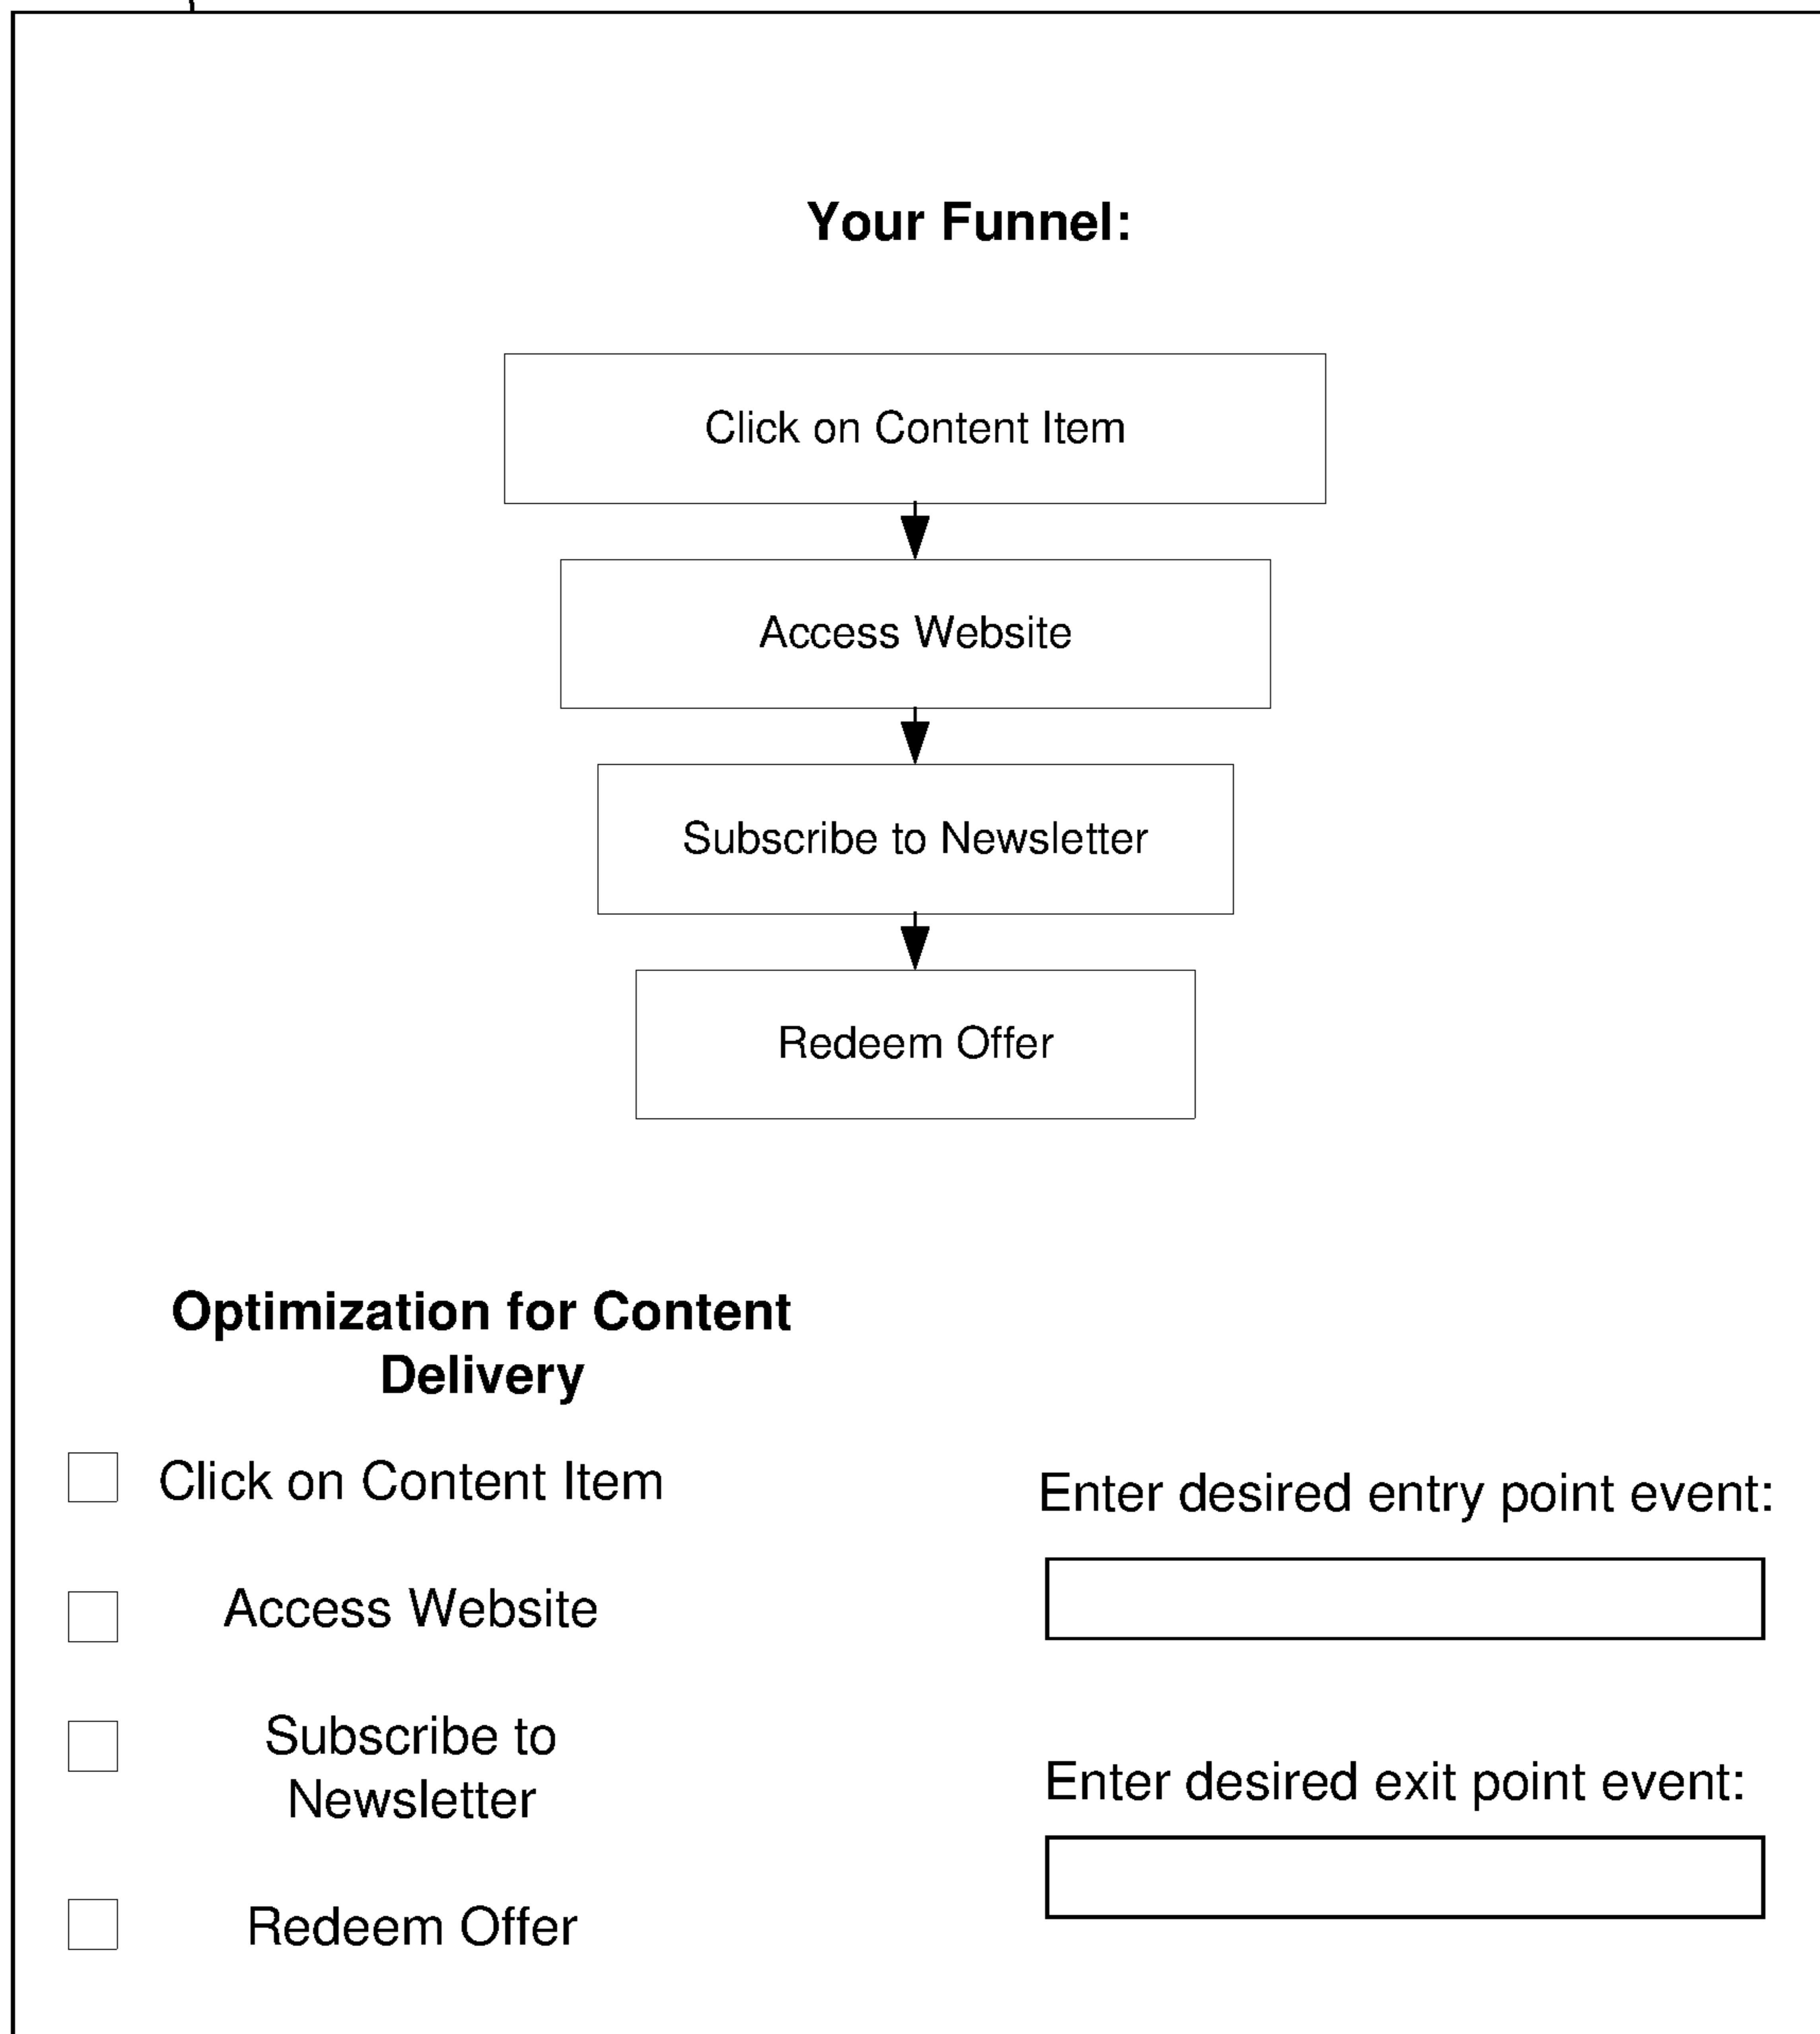 Your Funnel:
Click on Content Item
Access Website
Subscribe to Newsletter
Redeem Offer
Optimization for Content
Delivery
Click on Content Item
Access Website
Subscribe to
Newsletter
Redeem Offer
Enter desired entry point event:
Enter desired exit point event: